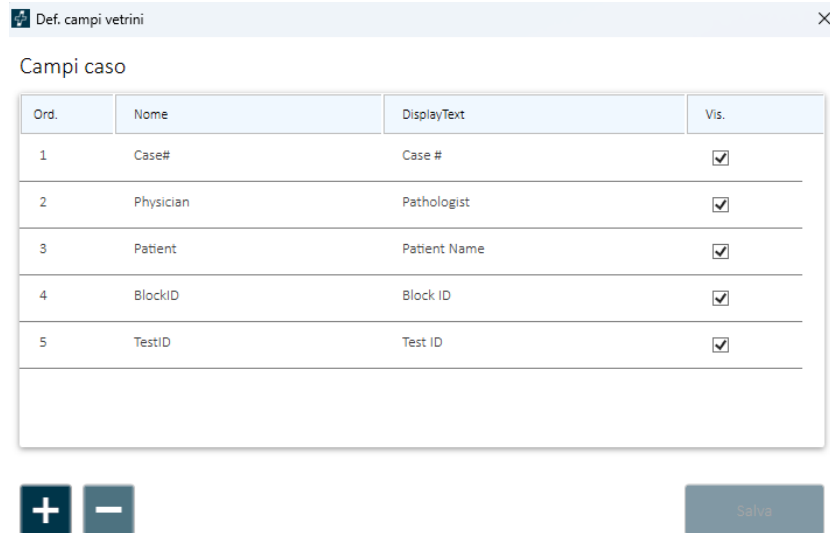 Def. campi vetrini
Campi caso
Ord. Nome DisplayText Vis.
1 Case# Case #
2 Physician Pathologist
3 Patient Patient Name
4 BlockID Block ID
5 TestID Test ID
Salva